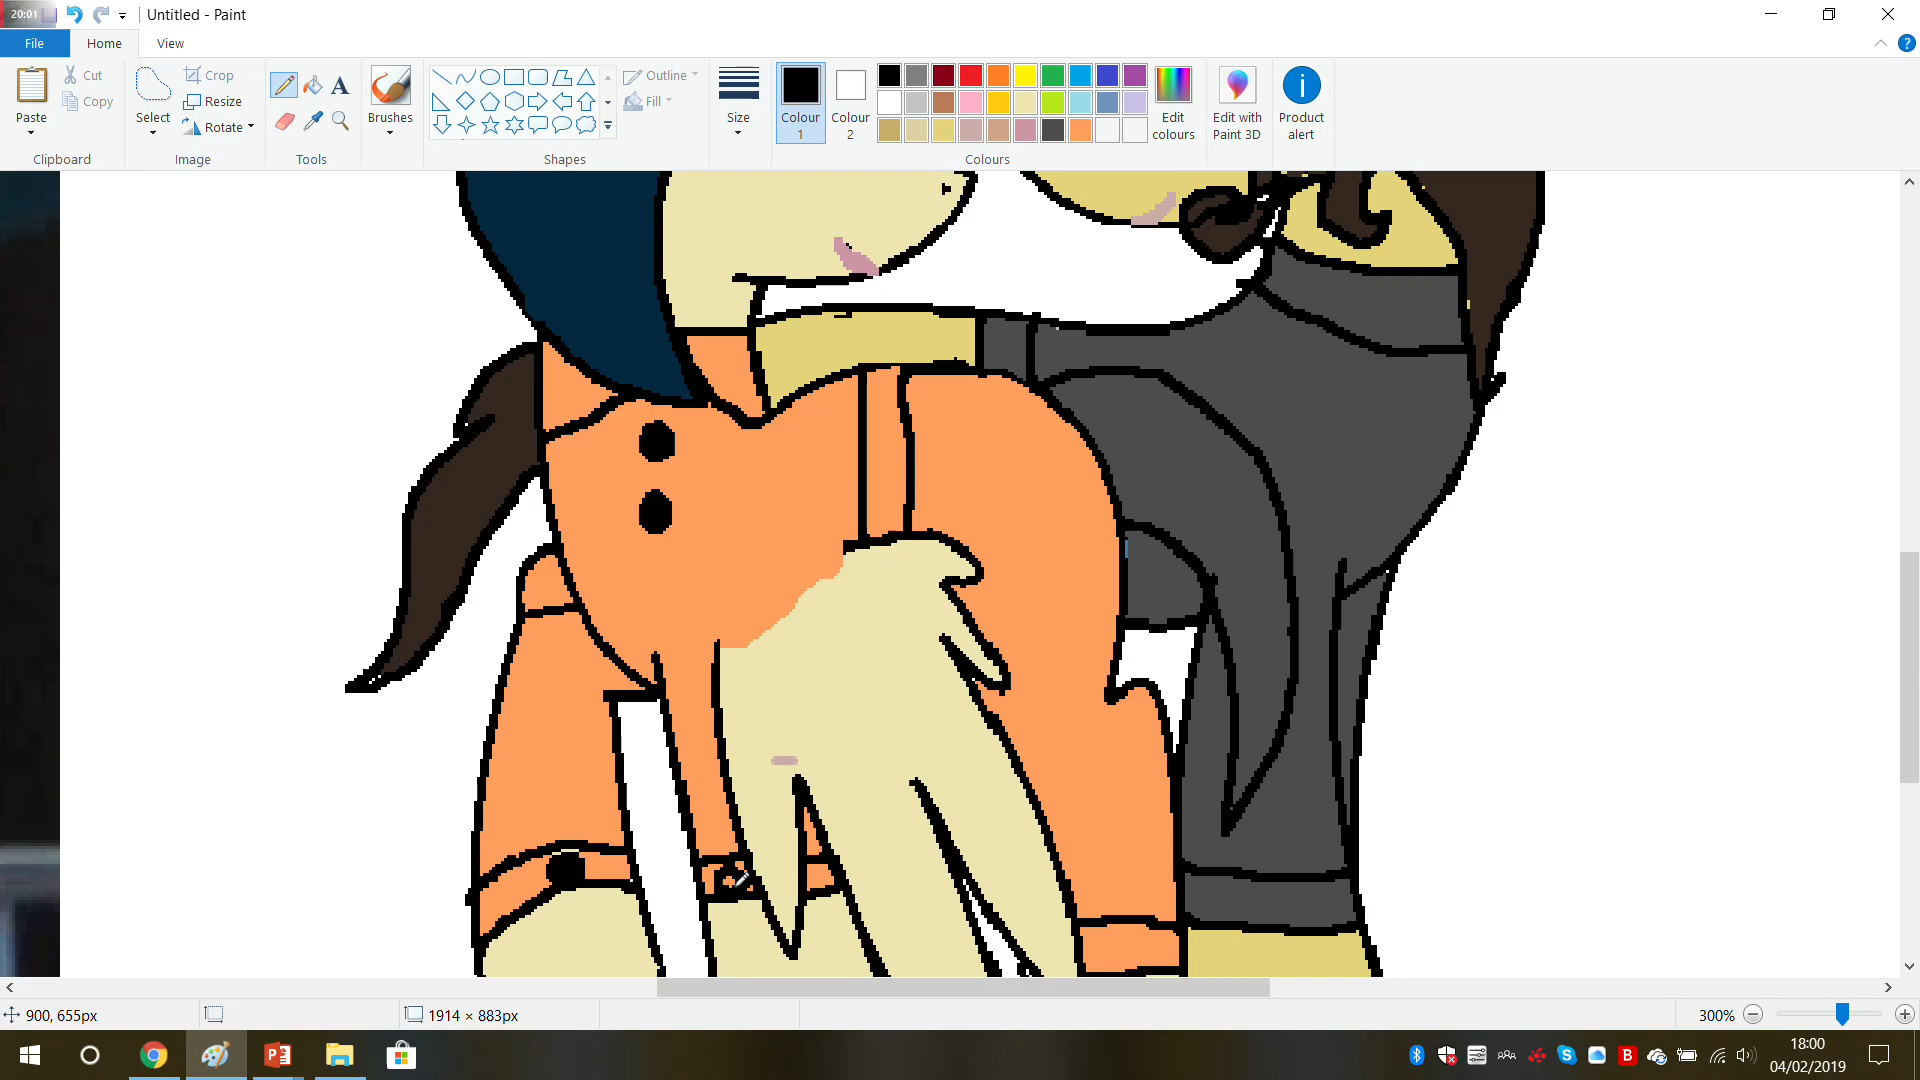 20:01
Untitled - Paint
File Home View
Paste
Cut
Copy
Clipboard
Select
Crop
Resize
Rotate
Image
A
Tools
Brushes
Outline
Fill
Shapes
Size
Colour
1
Colour
2
Edit
colours
Colours
Edit with
Paint 3D
Product
alert
900, 655px
1914 × 883px
300%
18:00
04/02/2019